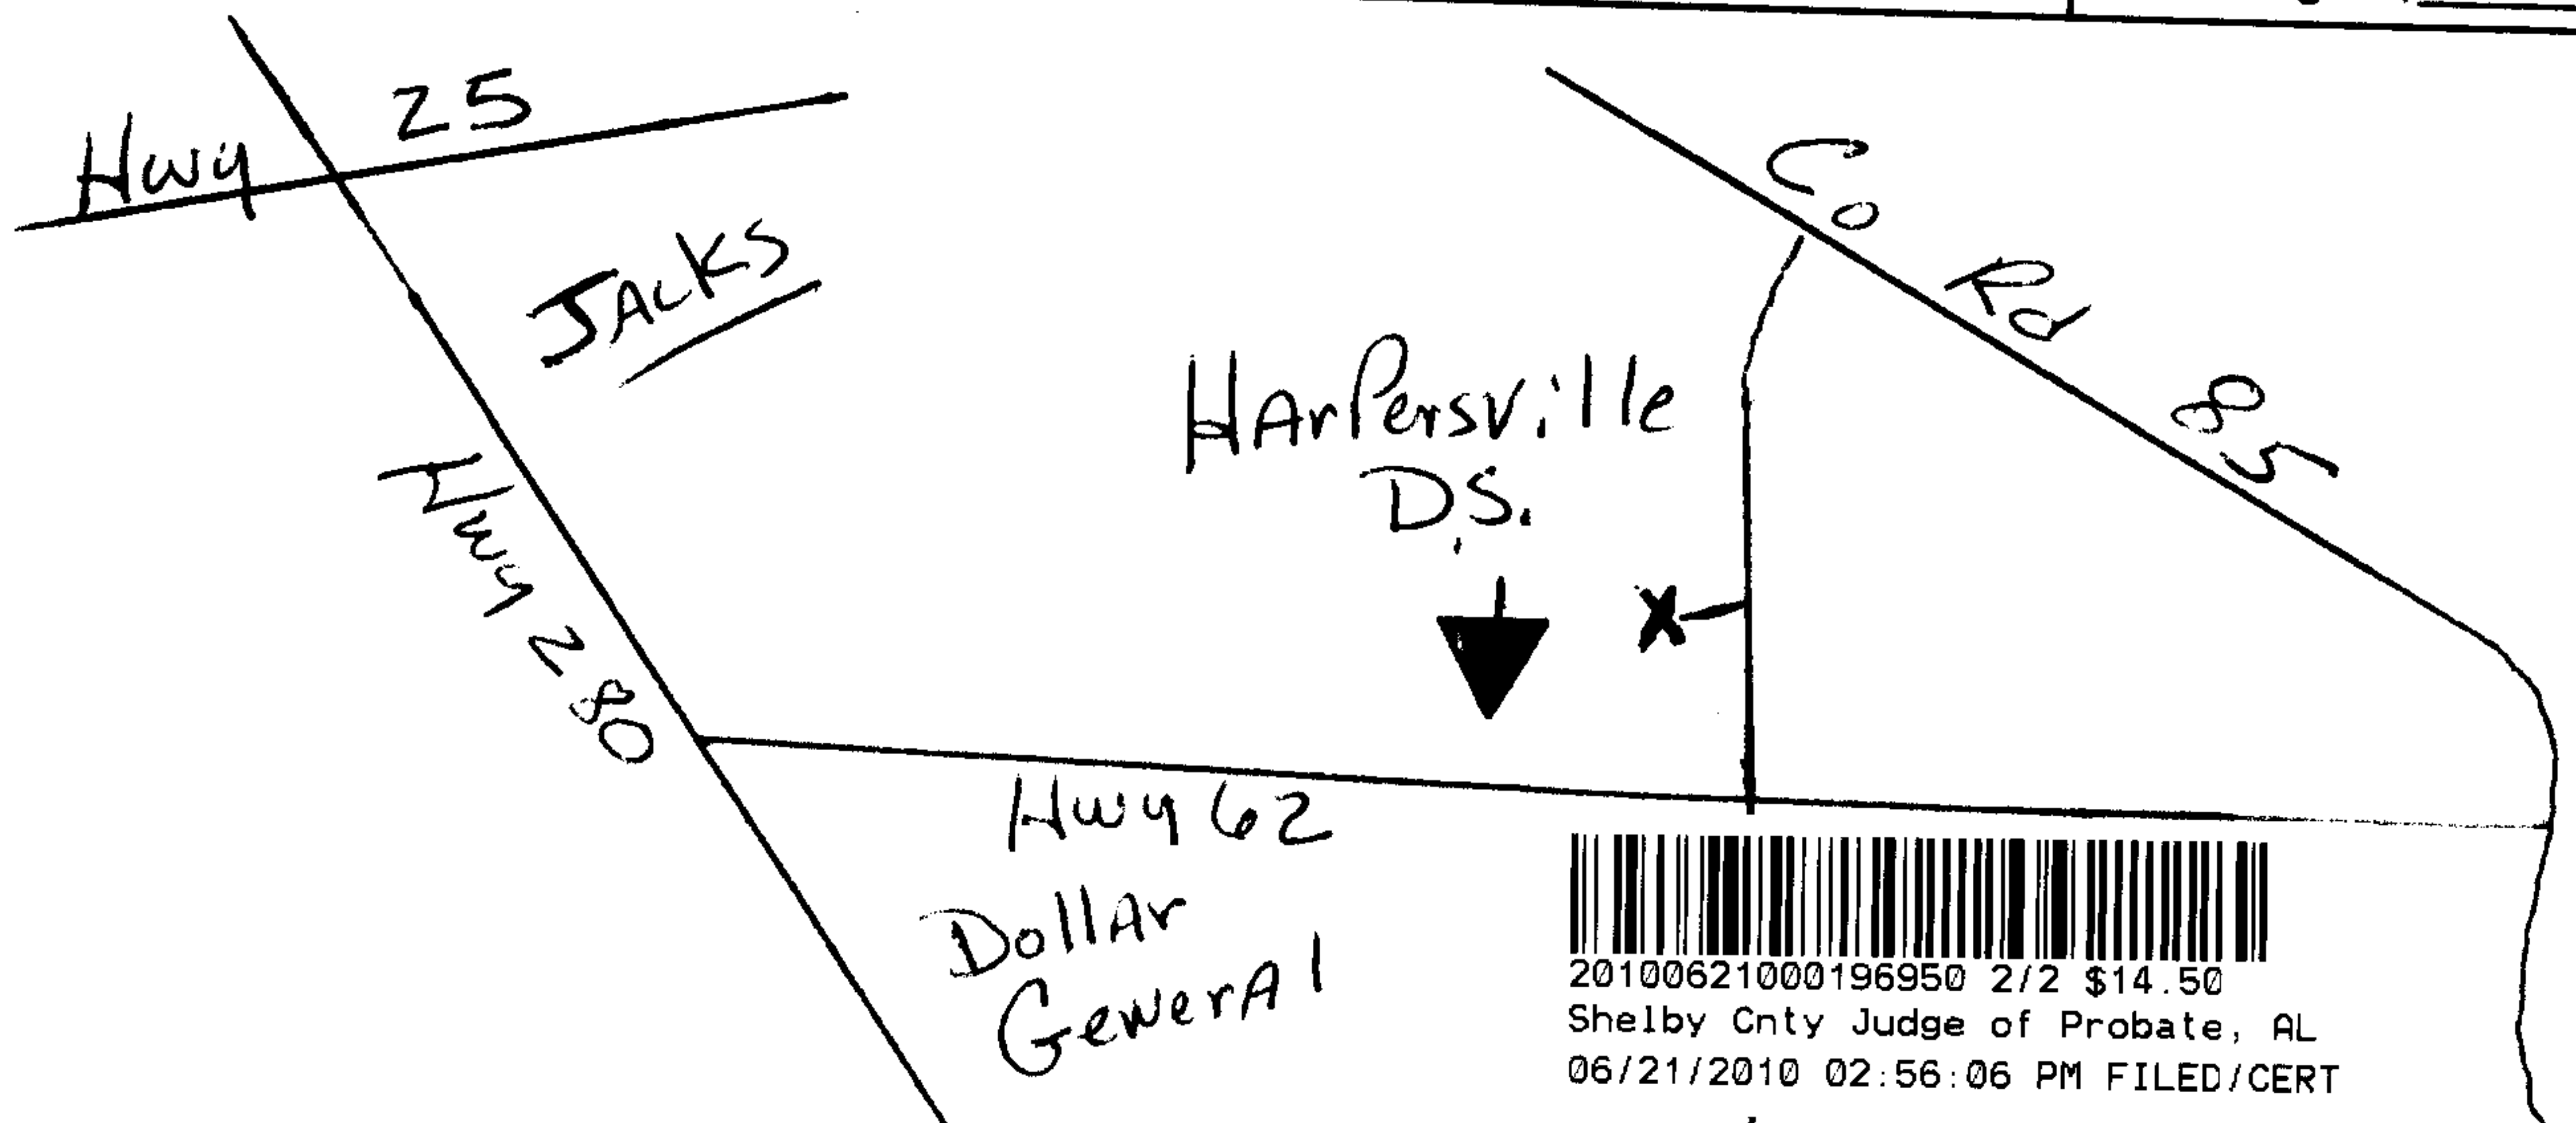 Hwy 25
JACKS
Hwy 280
Co Rd 85
HArPersville
D.S.
X
Hwy 62
DollAr
GenerAl
20100621000196950 2/2 $14.50
Shelby Cnty Judge of Probate, AL
06/21/2010 02:56:06 PM FILED/CERT